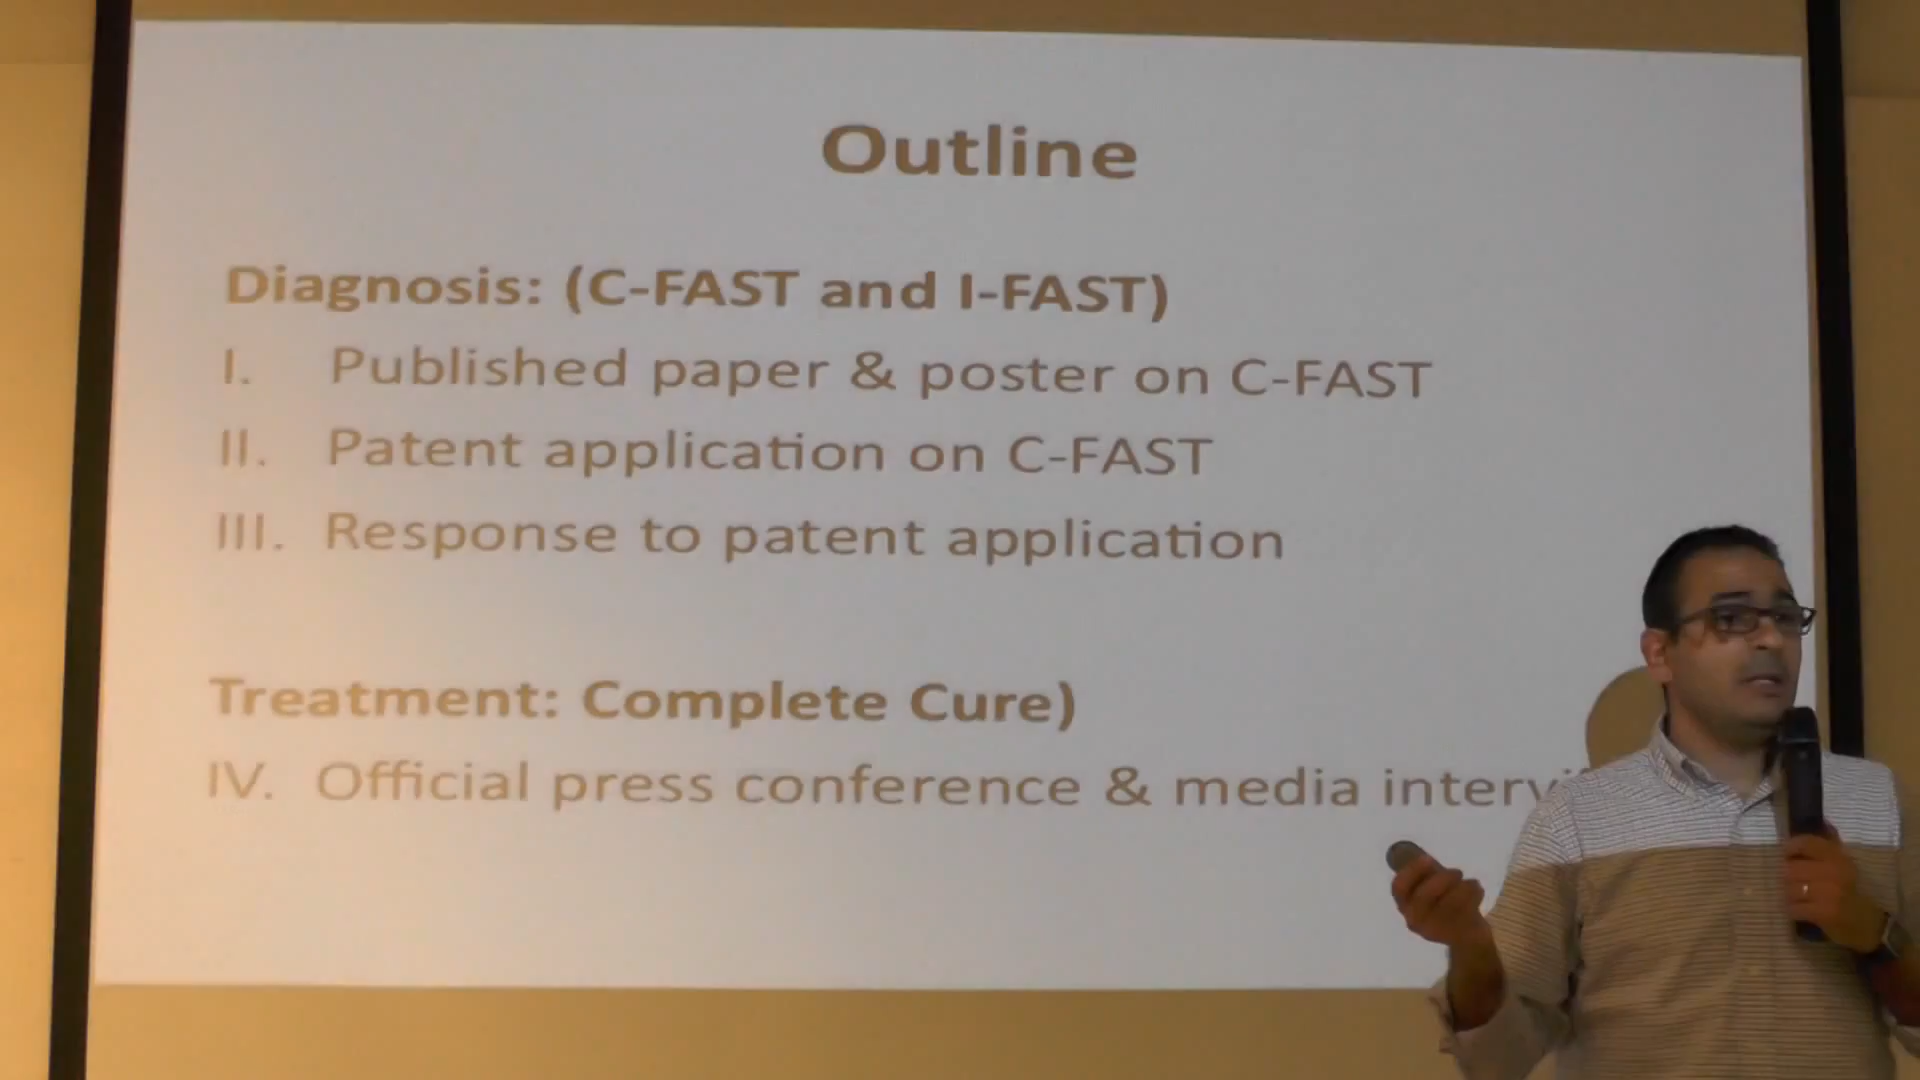 Outline
Diagnosis: (C-FAST and I-FAST)
I. Published paper & poster on C-FAST
II. Patent application on C-FAST
III. Response to patent application
Treatment: Complete Cure)
IV. Official press conference & media